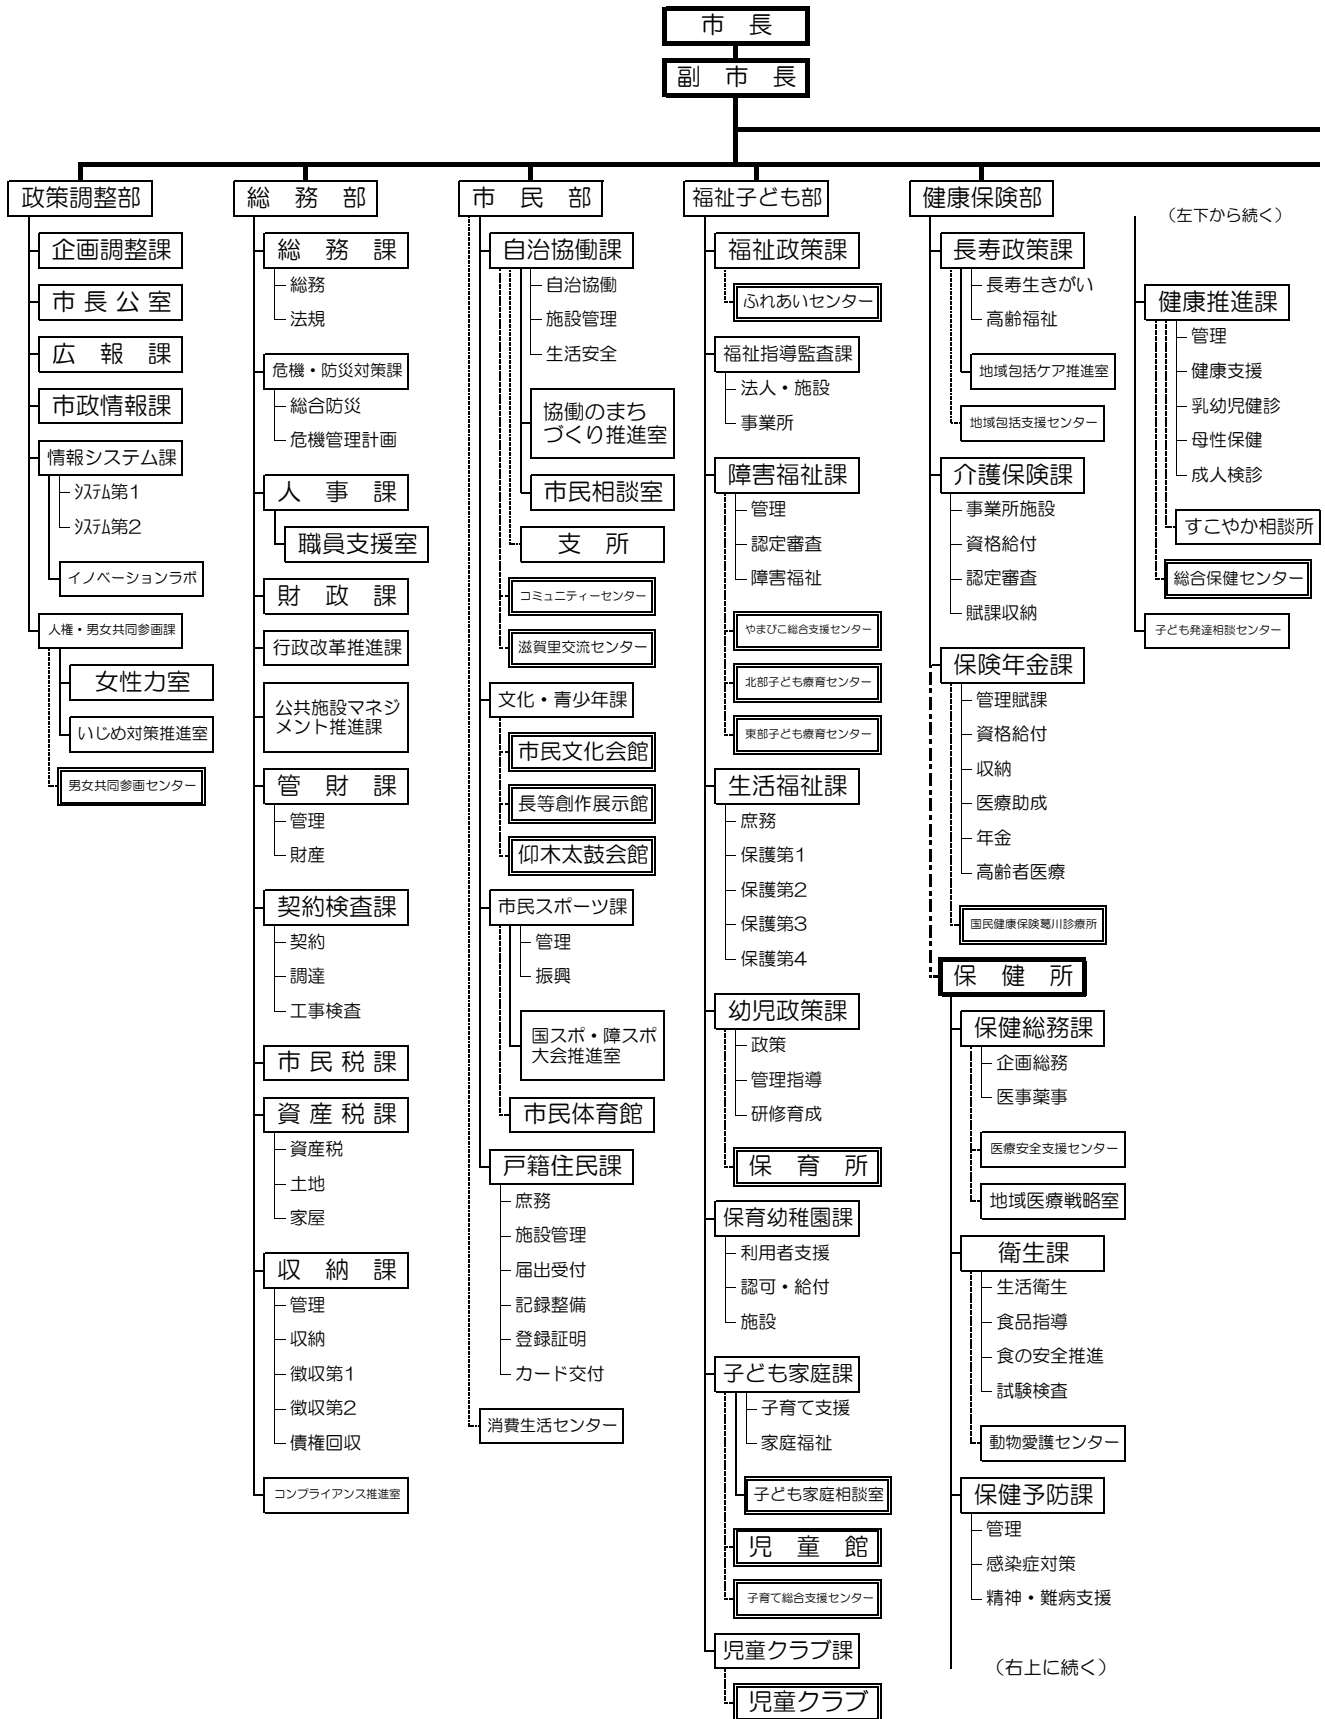 市 長
副 市 長
政策調整部
企画調整課
市長公室
広 報 課
市政情報課
情報システム課
ｼｽﾃﾑ第1
ｼｽﾃﾑ第2
イノベーションラボ
人権・男女共同参画課
女性力室
いじめ対策推進室
男女共同参画センター
総 務 部
総 務 課
総務
法規
危機・防災対策課
総合防災
危機管理計画
人 事 課
職員支援室
財 政 課
行政改革推進課
公共施設マネジ
メント推進課
管 財 課
管理
財産
契約検査課
契約
調達
工事検査
市民税課
資産税課
資産税
土地
家屋
収 納 課
管理
収納
徴収第1
徴収第2
債権回収
コンプライアンス推進室
市 民 部
自治協働課
自治協働
施設管理
生活安全
協働のまち
づくり推進室
市民相談室
支 所
コミュニティーセンター
滋賀里交流センター
文化・青少年課
市民文化会館
長等創作展示館
仰木太鼓会館
市民スポーツ課
管理
振興
国スポ・障スポ
大会推進室
市民体育館
戸籍住民課
庶務
施設管理
届出受付
記録整備
登録証明
カード交付
消費生活センター
福祉子ども部
福祉政策課
ふれあいセンター
福祉指導監査課
法人・施設
事業所
障害福祉課
管理
認定審査
障害福祉
やまびこ総合支援センター
北部子ども療育センター
東部子ども療育センター
生活福祉課
庶務
保護第1
保護第2
保護第3
保護第4
幼児政策課
政策
管理指導
研修育成
保 育 所
保育幼稚園課
利用者支援
認可・給付
施設
子ども家庭課
子育て支援
家庭福祉
子ども家庭相談室
児 童 館
子育て総合支援センター
児童クラブ課
児童クラブ
健康保険部
長寿政策課
長寿生きがい
高齢福祉
地域包括ケア推進室
地域包括支援センター
介護保険課
事業所施設
資格給付
認定審査
賦課収納
保険年金課
管理賦課
資格給付
収納
医療助成
年金
高齢者医療
国民健康保険葛川診療所
保 健 所
保健総務課
企画総務
医事薬事
医療安全支援センター
地域医療戦略室
衛生課
生活衛生
食品指導
食の安全推進
試験検査
動物愛護センター
保健予防課
管理
感染症対策
精神・難病支援
（右上に続く）
（左下から続く）
健康推進課
管理
健康支援
乳幼児健診
母性保健
成人検診
すこやか相談所
総合保健センター
子ども発達相談センター